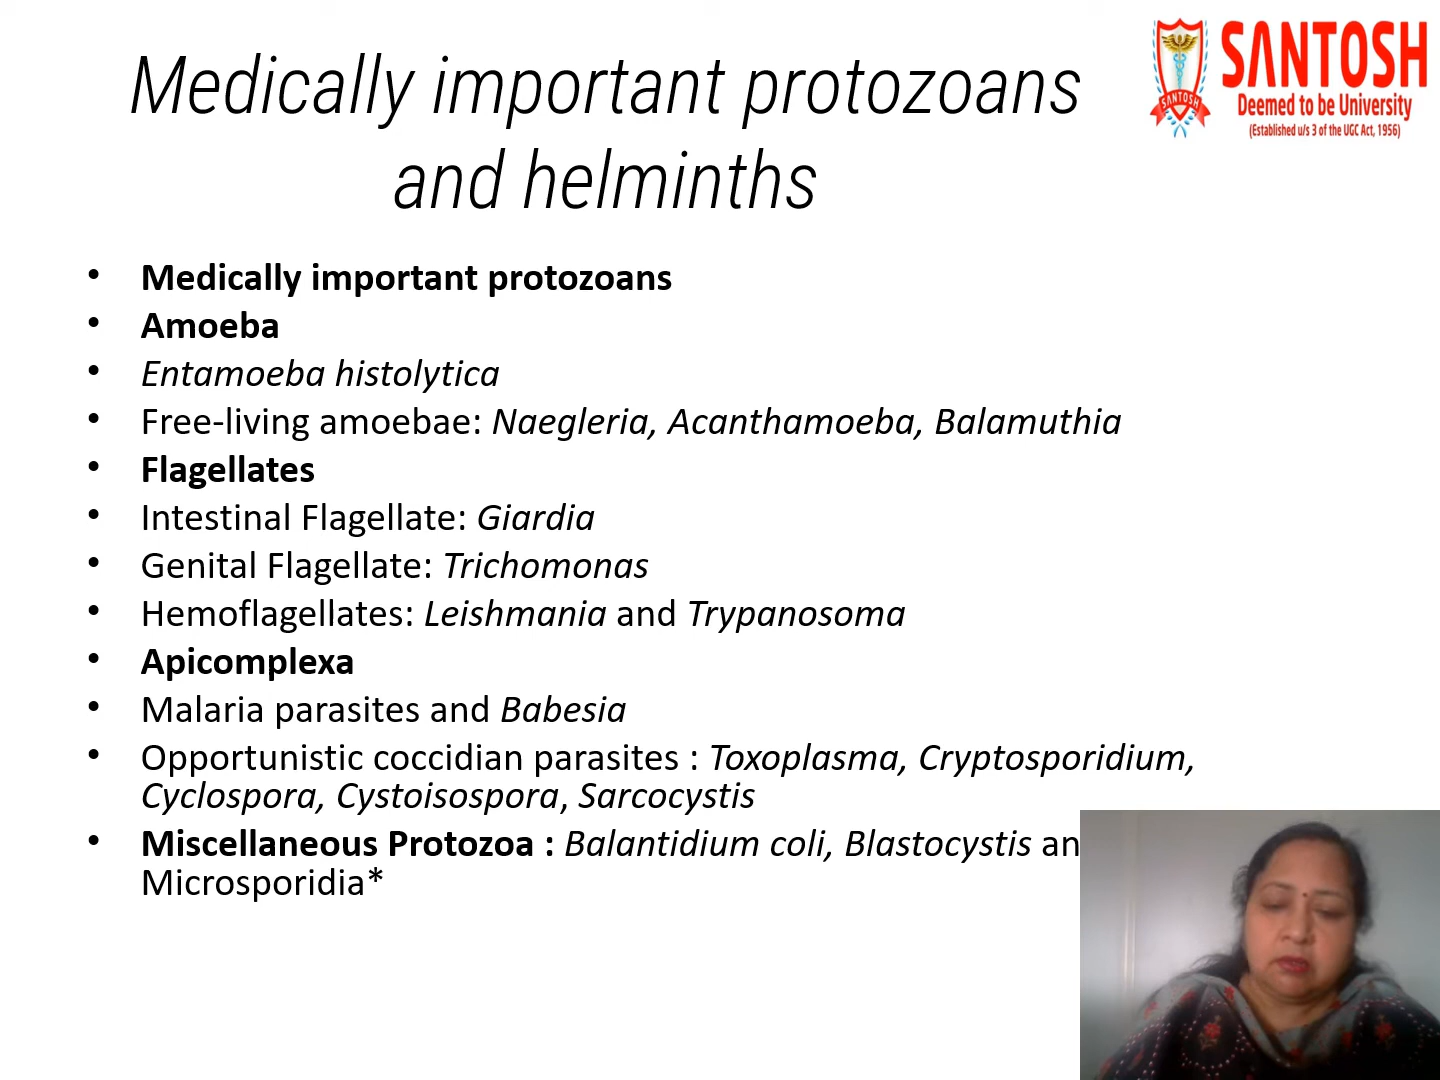 Medically important protozoans
and helminths
SANTOSH
SANTOSH
Deemed to be University
(Established u/s 3 of the UGC Act, 1956)
• Medically important protozoans
• Amoeba
• Entamoeba histolytica
• Free-living amoebae: Naegleria, Acanthamoeba, Balamuthia
• Flagellates
• Intestinal Flagellate: Giardia
• Genital Flagellate: Trichomonas
• Hemoflagellates: Leishmania and Trypanosoma
• Apicomplexa
• Malaria parasites and Babesia
• Opportunistic coccidian parasites : Toxoplasma, Cryptosporidium,
Cyclospora, Cystoisospora, Sarcocystis
• Miscellaneous Protozoa : Balantidium coli, Blastocystis an
Microsporidia*